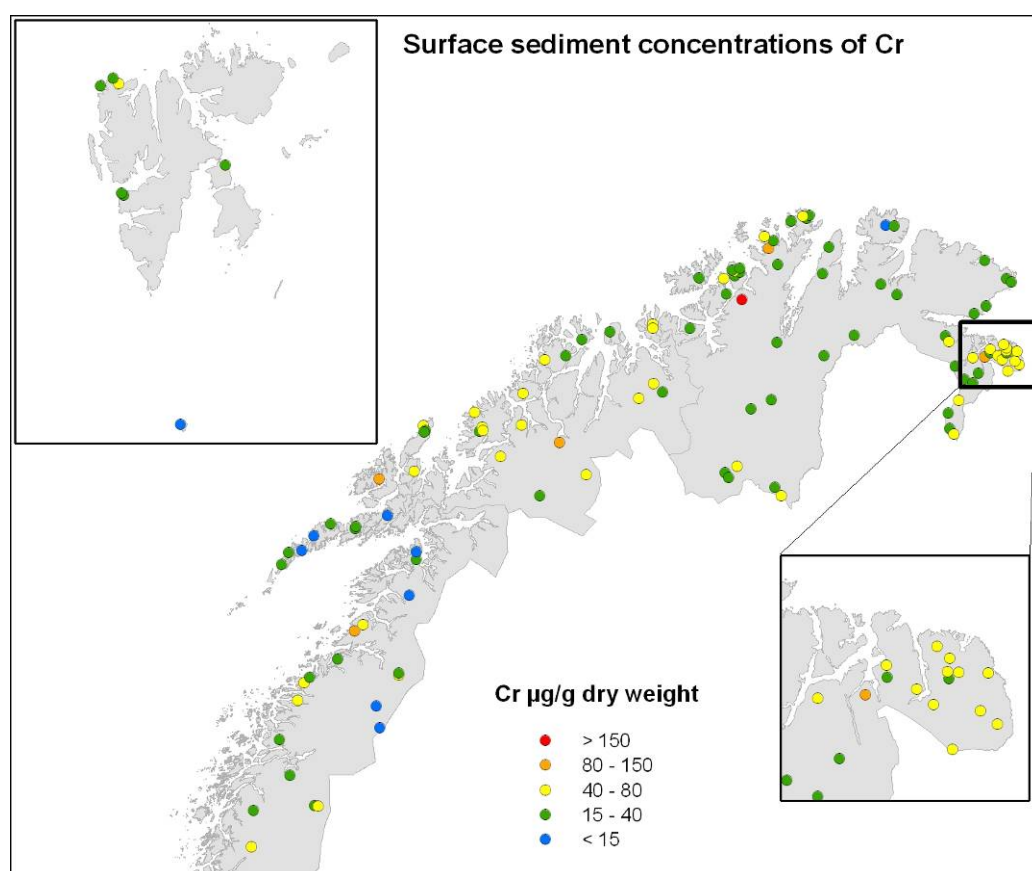 Surface sediment concentrations of Cr
Cr µg/g dry weight
> 150
80 - 150
40 - 80
15 - 40
< 15